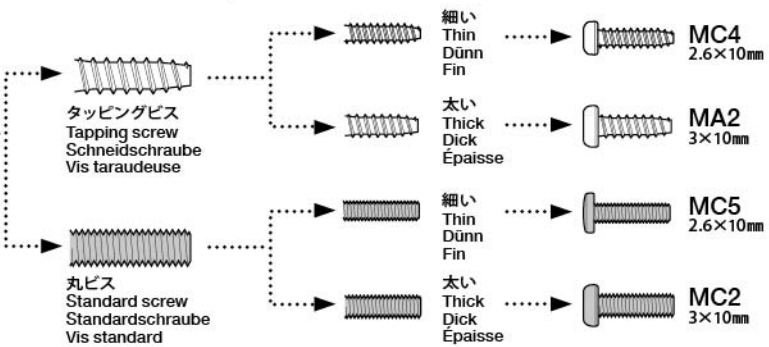 細い
Thin
Dünn
Fin
MC4
2.6×10㎜
タッピングビス
Tapping screw
Schneidschraube
Vis taraudeuse
太い
Thick
Dick
Épaisse
MA2
3×10㎜
細い
Thin
Dünn
Fin
MC5
2.6×10㎜
丸ビス
Standard screw
Standardschraube
Vis standard
太い
Thick
Dick
Épaisse
MC2
3×10㎜